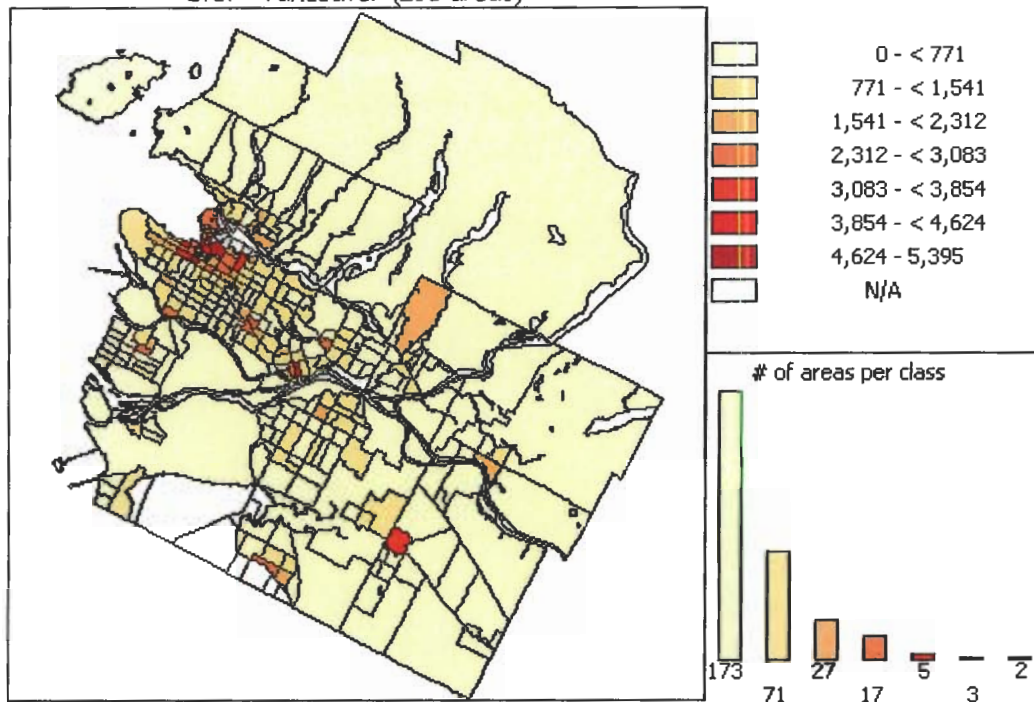 0 - < 771
771 - < 1,541
1,541 - < 2,312
2,312 - < 3,083
3,083 - < 3,854
3,854 - < 4,624
4,624 - 5,395
N/A
# of areas per class
173
71
27
17
5
3
2